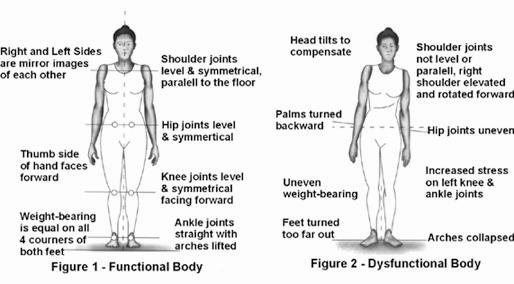 Right and Left Sides
are mirror images
of each other
Shoulder joints
level & symmetrical,
paralell to the floor
Hip joints level
& symmertical
Thumb side
of hand faces
forward
Knee joints level
& symmetrical
facing forward
Weight-bearing
is equal on all
4 courners of
both feet
Ankle joints
straight with
arches lifted
Figure 1 - Functional Body
Head tilts to
compensate
Shoulder joints
not level or
paralell, right
shoulder elevated
and rotated forward
Palms turned
backward
Hip joints uneven
Increased stress
on left knee &
ankle joints
Uneven
weight-bearing
Feet turned
too far out
Arches collapsed
Figure 2 - Dysfunctional Body